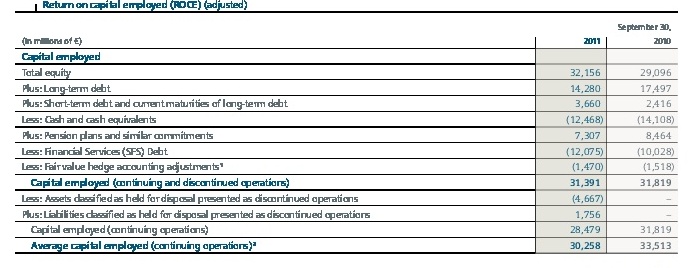 Return on capital employed (ROCE) (adjusted)
September 30,
(in millions of €) 2011 2010
Capital employed
Total equity 32,156 29,096
Plus: Long-term debt 14,280 17,497
Plus: Short-term debt and current maturities of long-term debt 3,660 2,416
Less: Cash and cash equivalents (12,468) (14,108)
Plus: Pension plans and similar commitments 7,307 8,464
Less: Financial Services (SFS) Debt (12,075) (10,028)
Less: Fair value hedge accounting adjustments¹ (1,470) (1,518)
Capital employed (continuing and discontinued operations) 31,391 31,819
Less: Assets classified as held for disposal presented as discontinued operations (4,667) –
Plus: Liabilities classified as held for disposal presented as discontinued operations 1,756 –
Capital employed (continuing operations) 28,479 31,819
Average capital employed (continuing operations)² 30,258 33,513